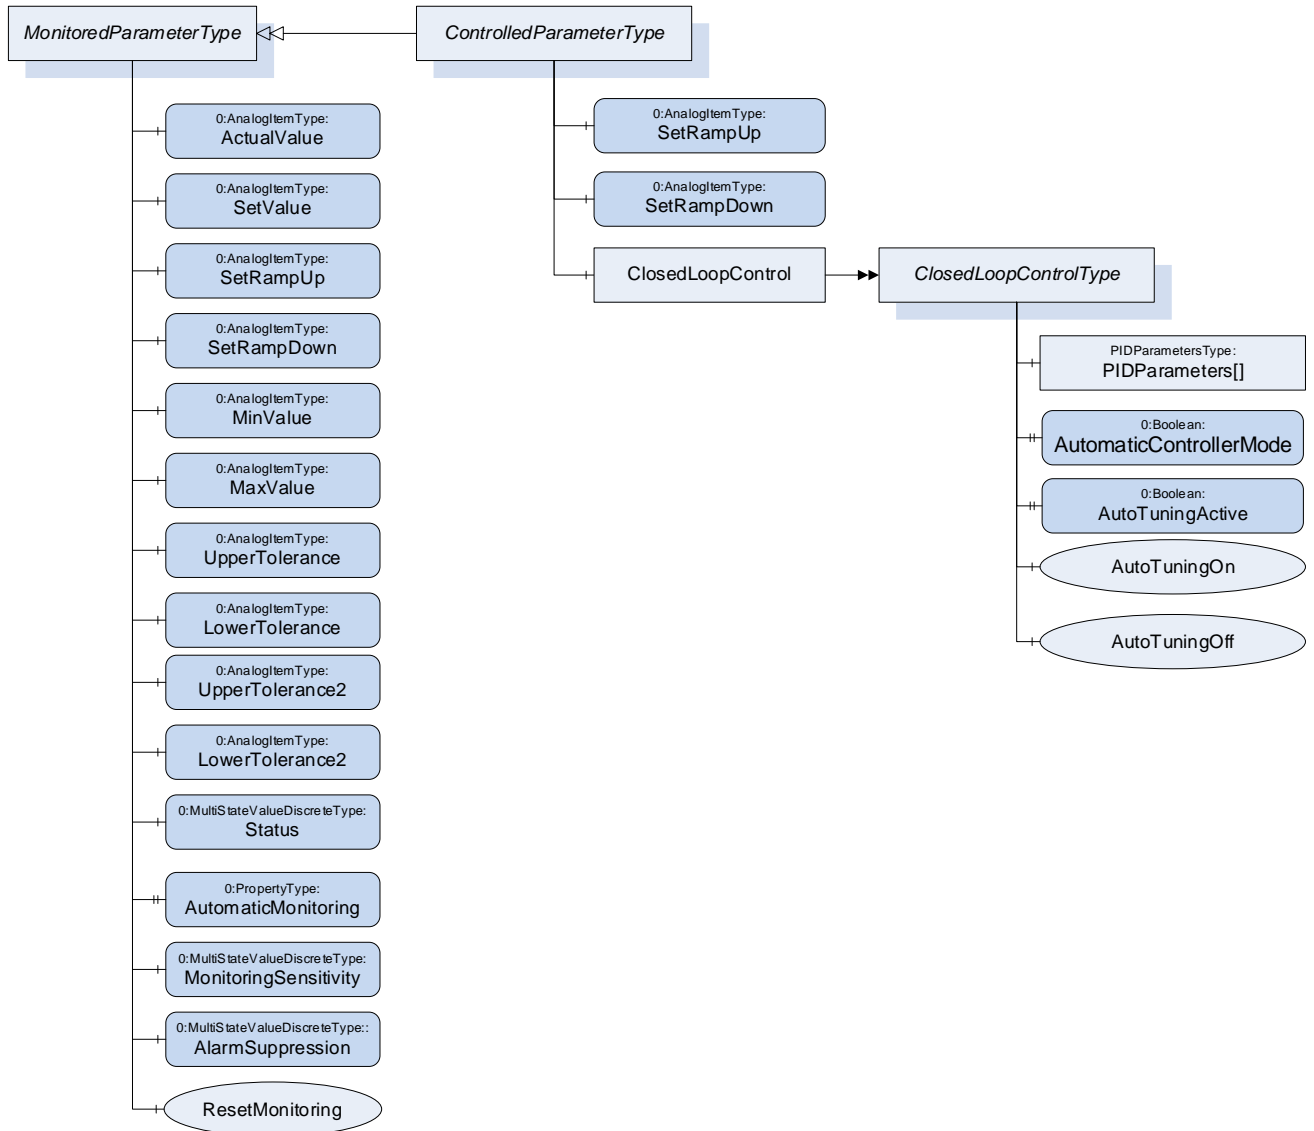 MonitoredParameterType
ControlledParameterType
0:AnalogItemType:
ActualValue
0:AnalogItemType:
SetValue
0:AnalogItemType:
SetRampUp
0:AnalogItemType:
SetRampDown
0:AnalogItemType:
MinValue
0:AnalogItemType:
MaxValue
0:AnalogItemType:
UpperTolerance
0:AnalogItemType:
LowerTolerance
0:AnalogItemType:
UpperTolerance2
0:AnalogItemType:
LowerTolerance2
0:MultiStateValueDiscreteType:
Status
0:PropertyType:
AutomaticMonitoring
0:MultiStateValueDiscreteType:
MonitoringSensitivity
0:MultiStateValueDiscreteType::
AlarmSuppression
ResetMonitoring
0:AnalogItemType:
SetRampUp
0:AnalogItemType:
SetRampDown
ClosedLoopControl
ClosedLoopControlType
PIDParametersType:
PIDParameters[]
0:Boolean:
AutomaticControllerMode
0:Boolean:
AutoTuningActive
AutoTuningOn
AutoTuningOff